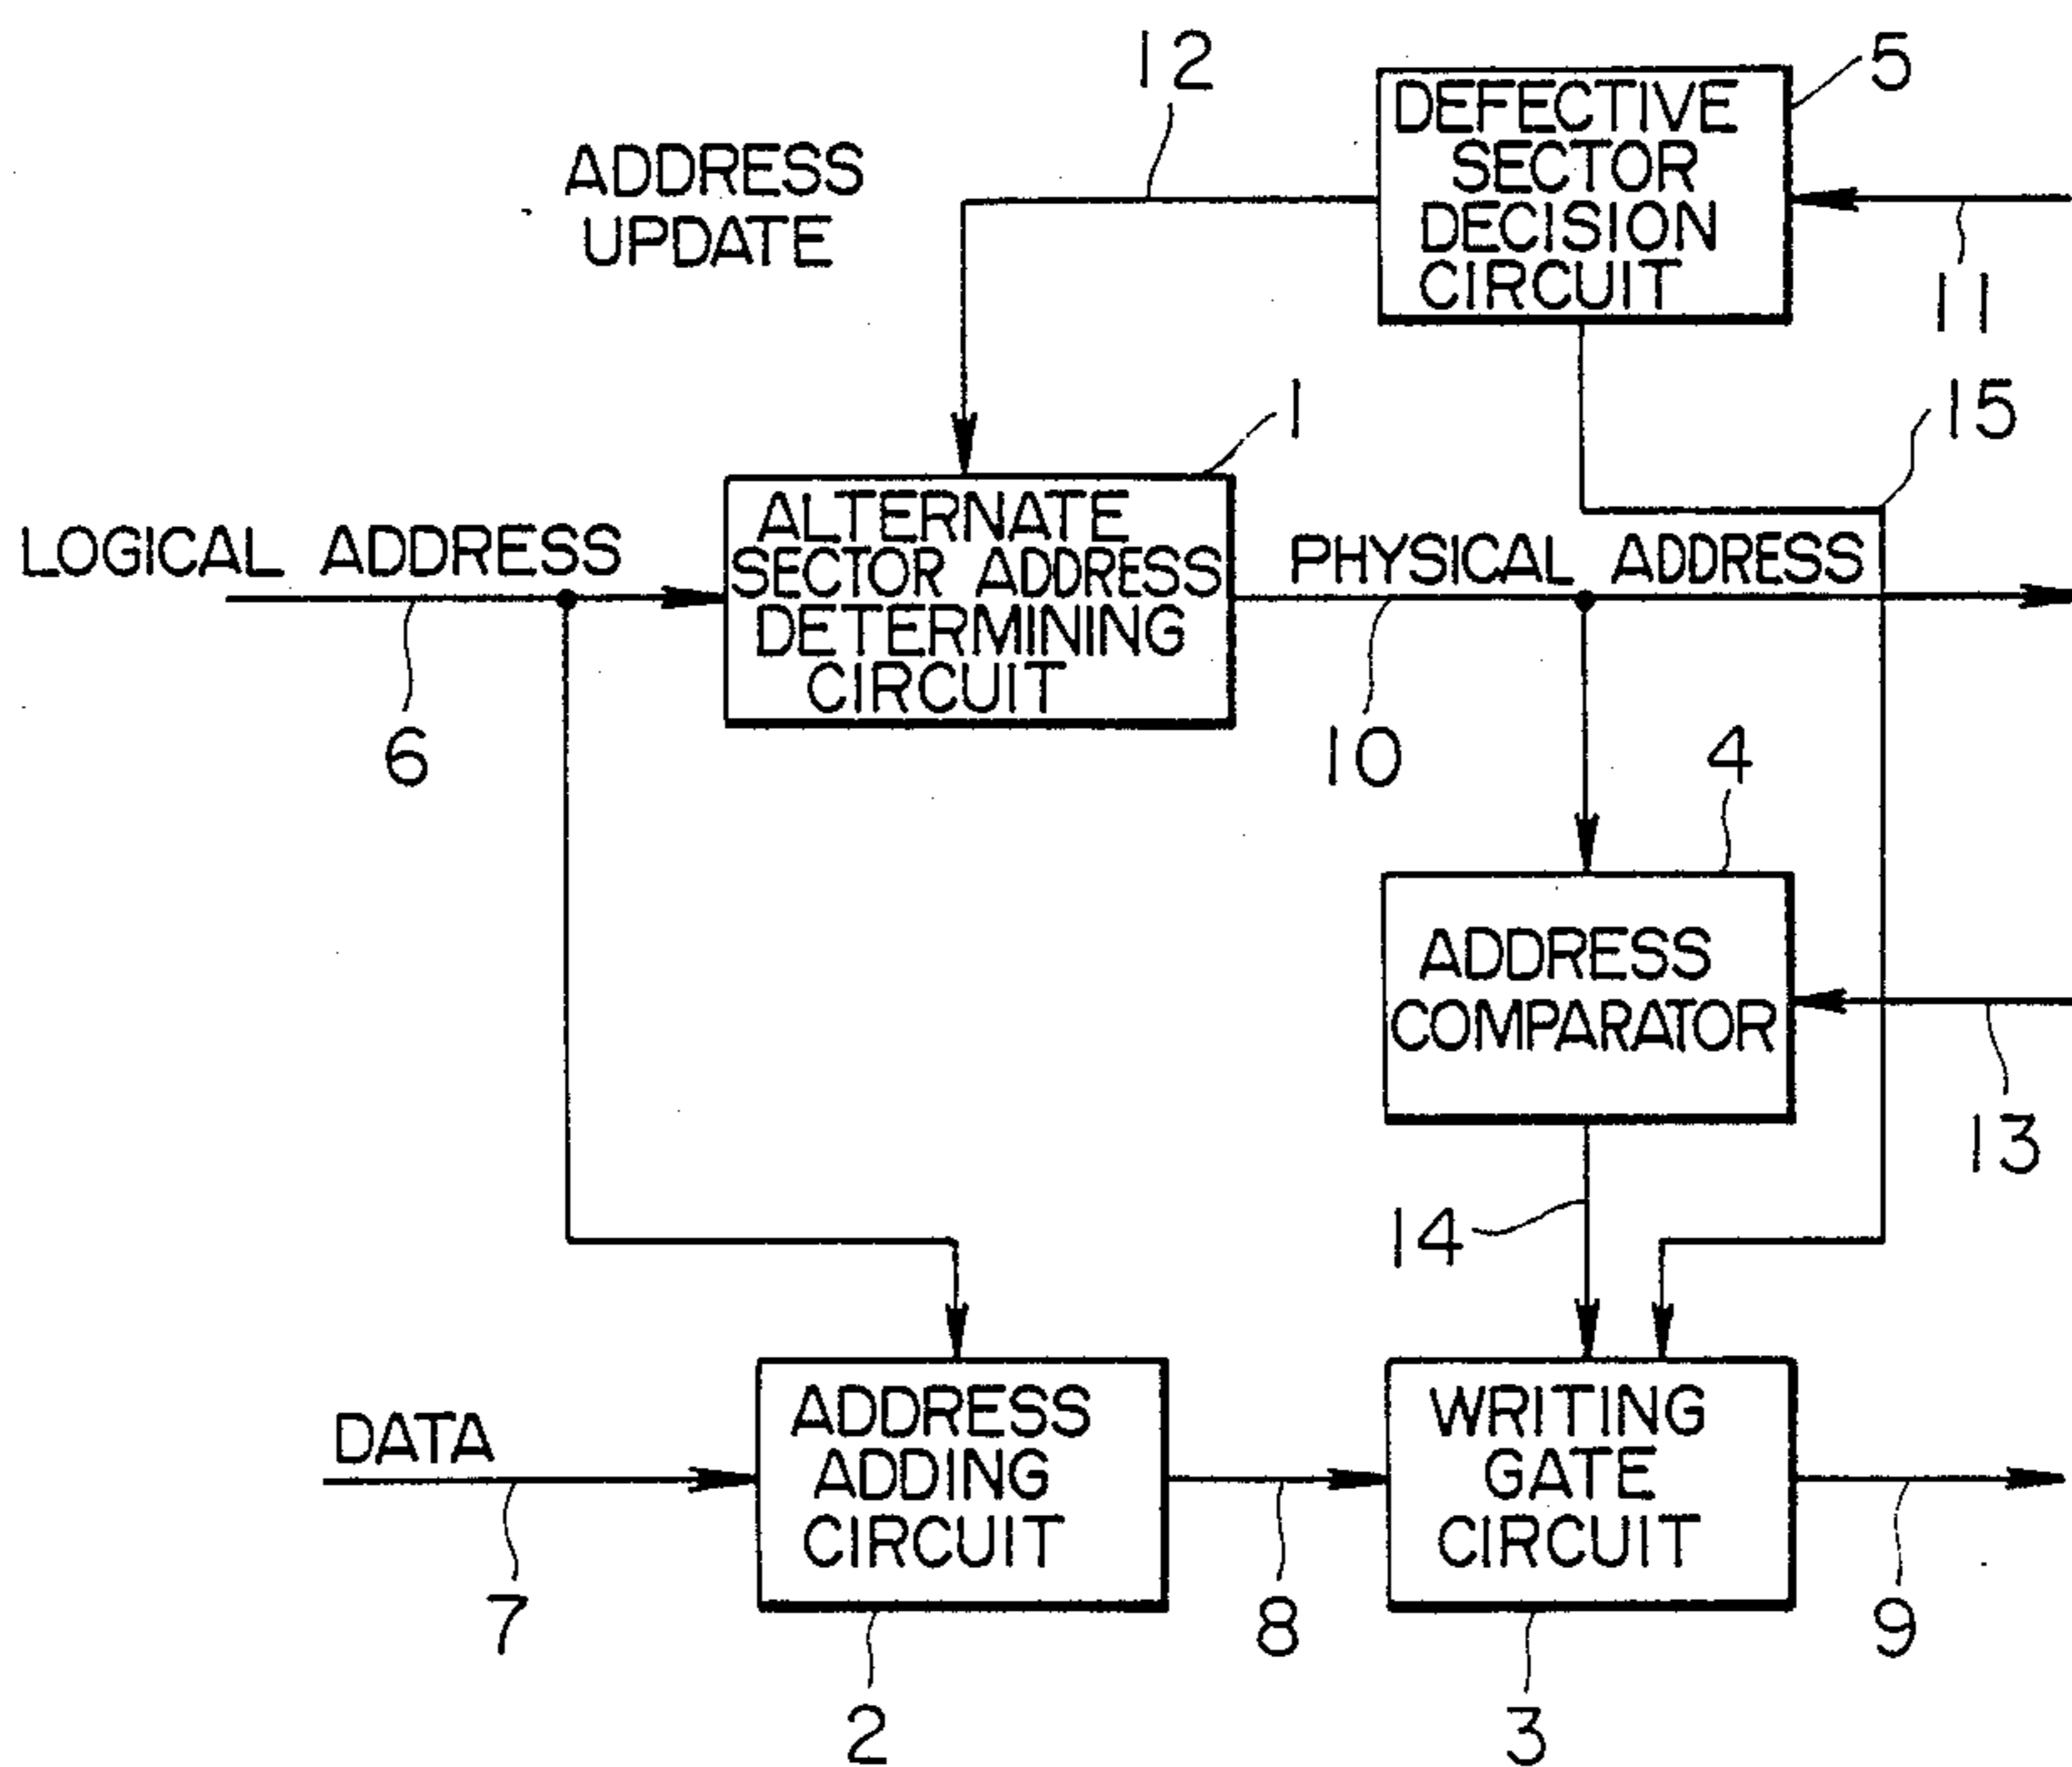 12
5
DEFECTIVE
SECTOR
DECISION
CIRCUIT
ADDRESS
UPDATE
11
1
15
LOGICAL ADDRESS
ALTERNATE
SECTOR ADDRESS
DETERMINING
CIRCUIT
PHYSICAL ADDRESS
6
10
4
ADDRESS
COMPARATOR
13
14
DATA
ADDRESS
ADDING
CIRCUIT
WRITING
GATE
CIRCUIT
7
8
9
2
3